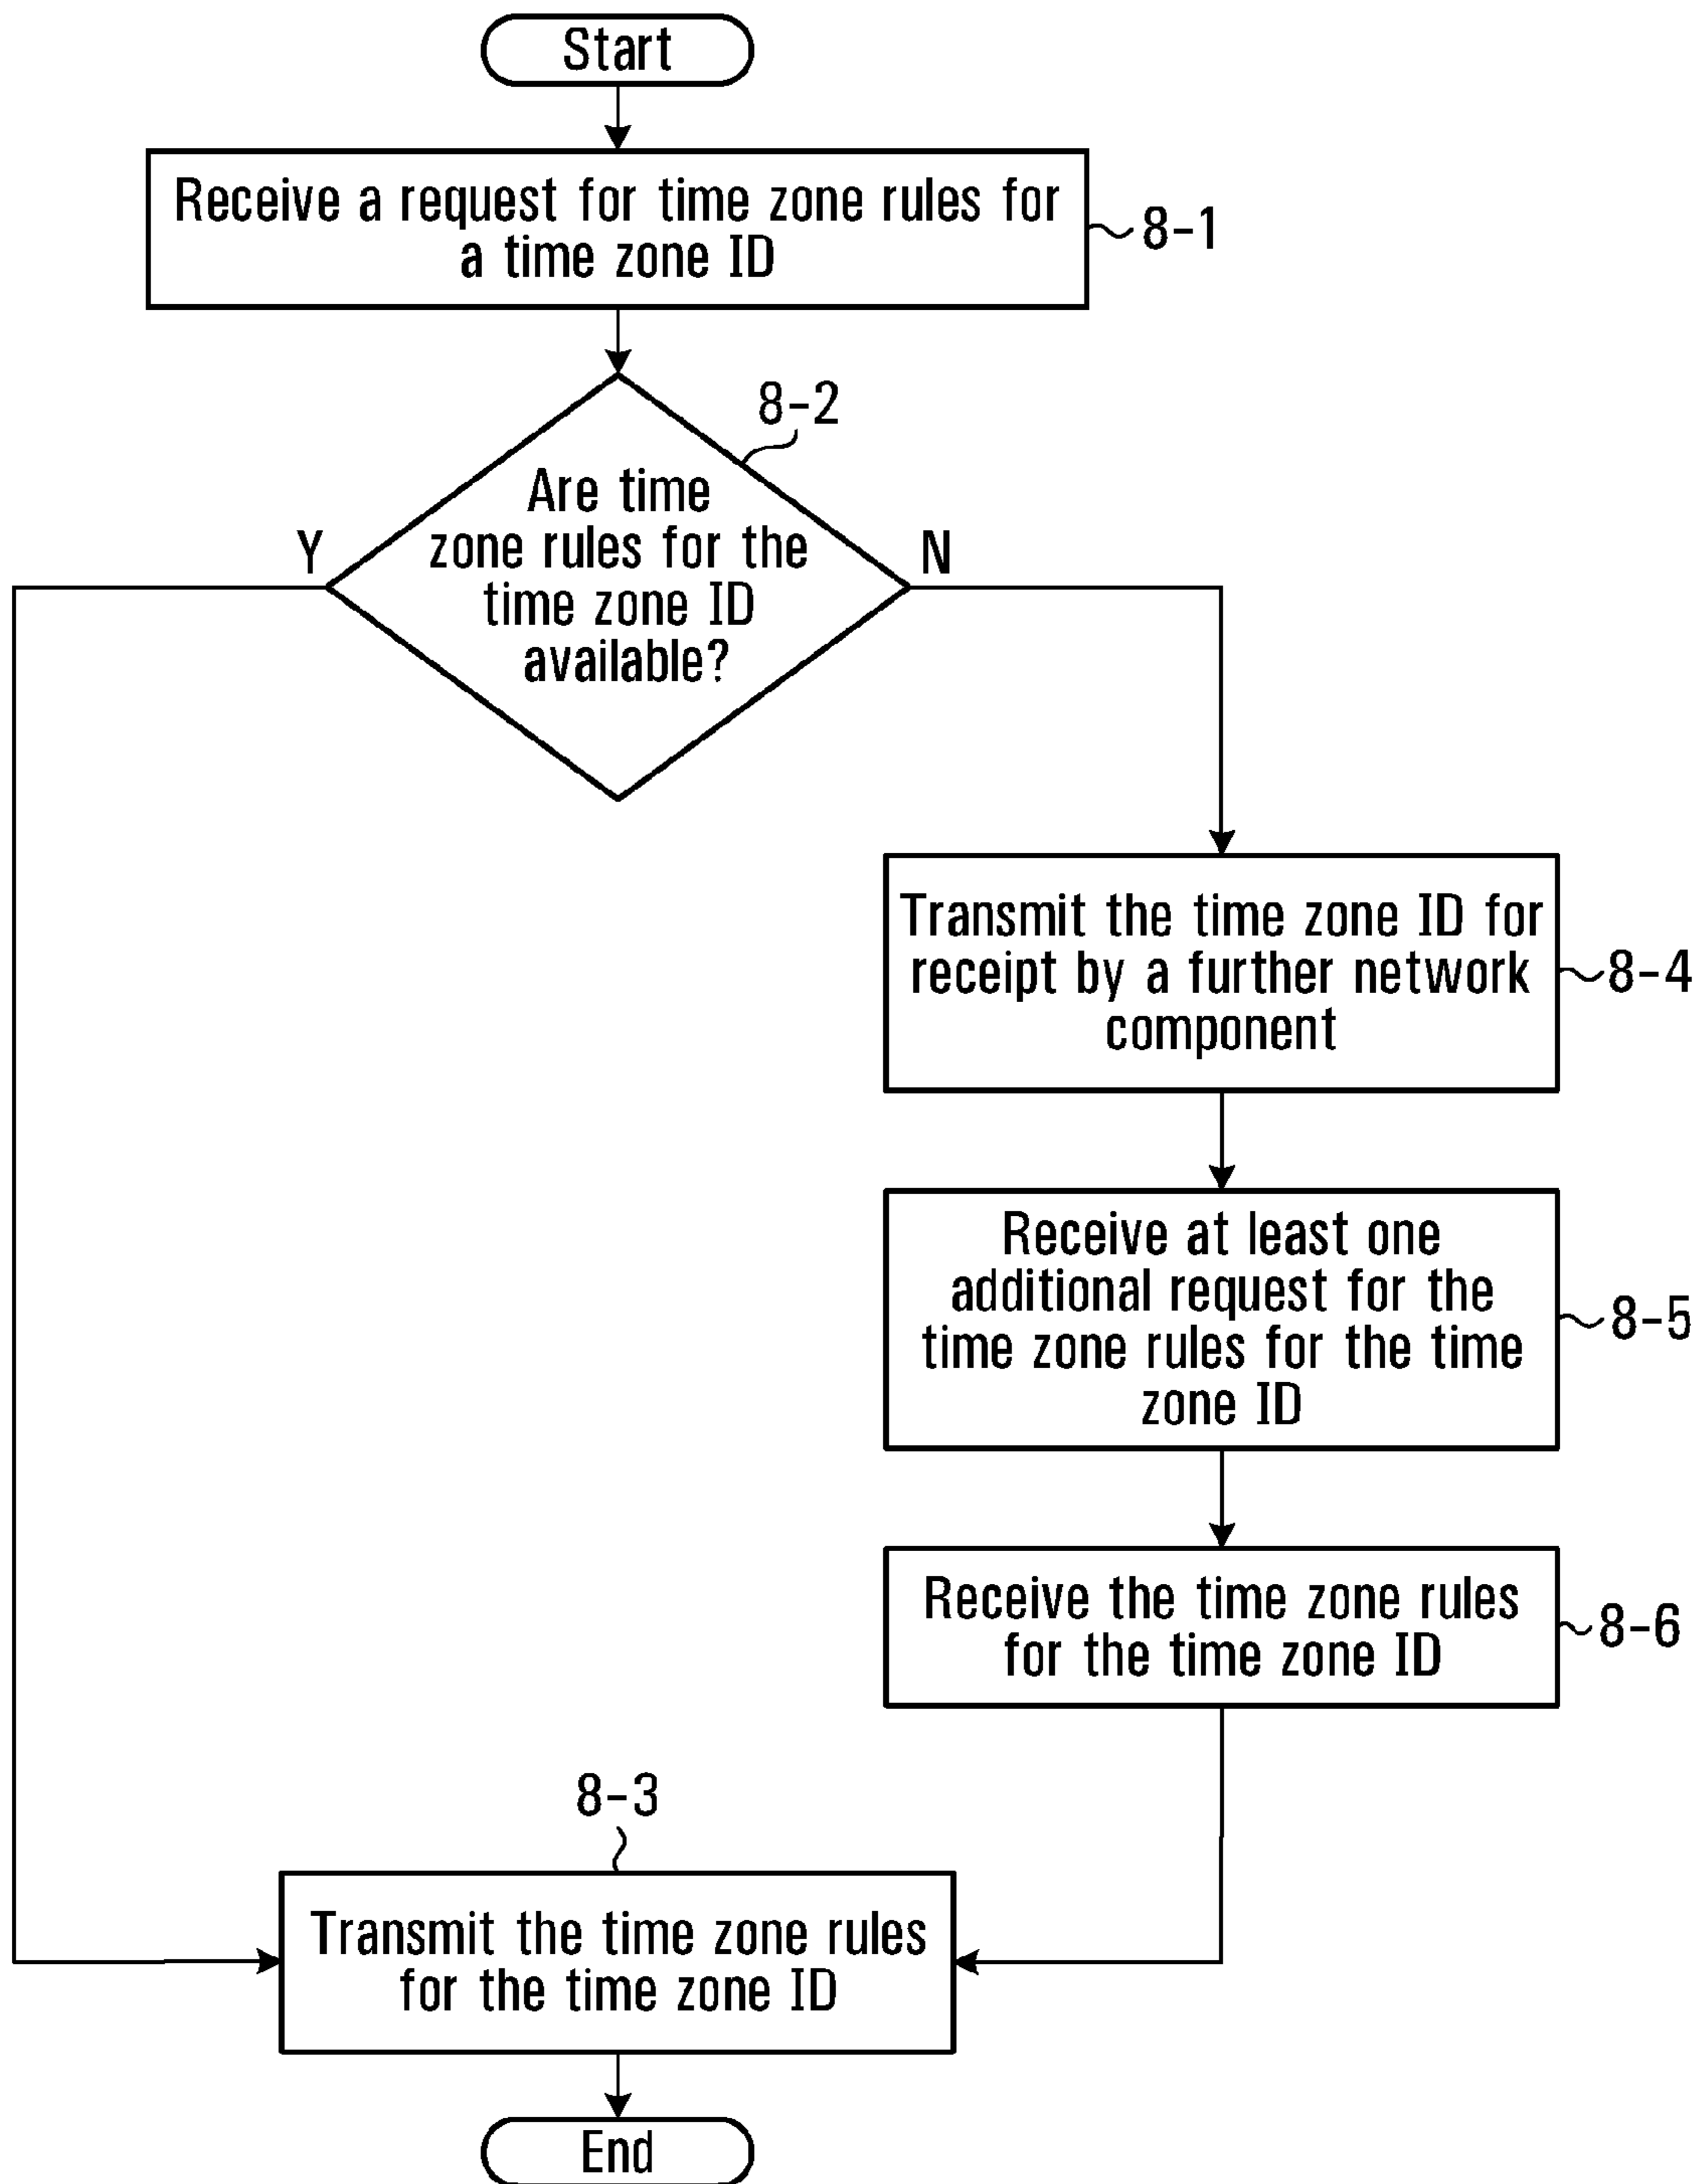 Start
Receive a request for time zone rules for
a time zone ID
8-1
8-2
Are time
zone rules for the
time zone ID
available?
Y
N
Transmit the time zone ID for
receipt by a further network
component
8-4
Receive at least one
additional request for the
time zone rules for the time
zone ID
8-5
Receive the time zone rules
for the time zone ID
8-6
8-3
Transmit the time zone rules
for the time zone ID
End